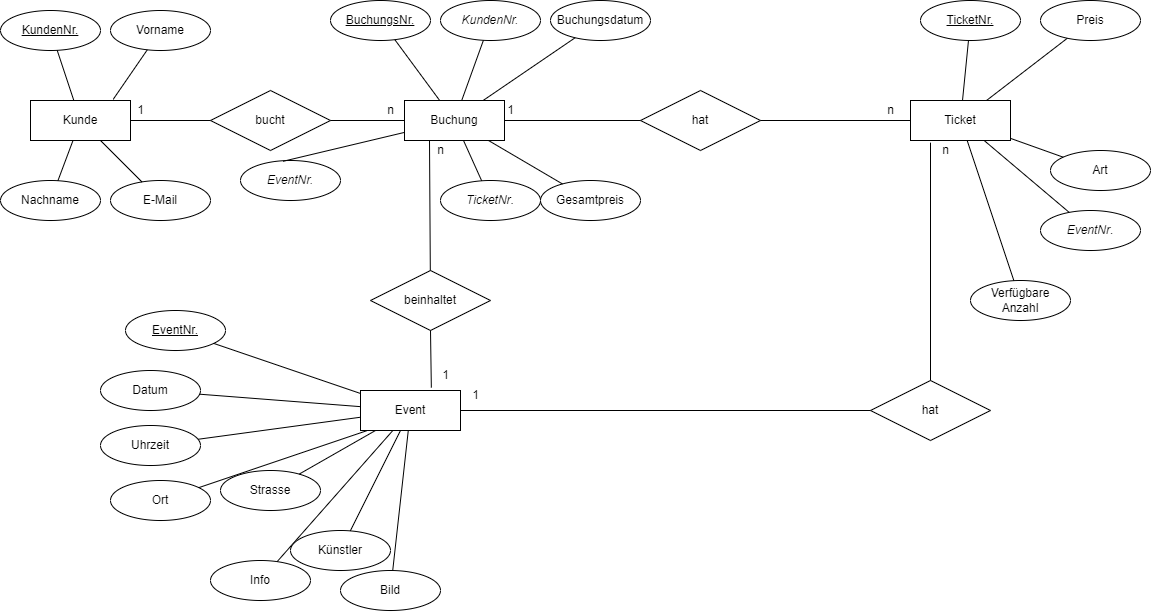 KundenNr.
Vorname
BuchungsNr.
KundenNr.
Buchungsdatum
TicketNr.
Preis
Kunde
1
bucht
n
Buchung
1
hat
n
Ticket
n
n
Art
Nachname
E-Mail
EventNr.
TicketNr.
Gesamtpreis
EventNr.
Verfügbare
Anzahl
beinhaltet
EventNr.
1
1
Datum
Event
hat
Uhrzeit
Ort
Strasse
Künstler
Info
Bild